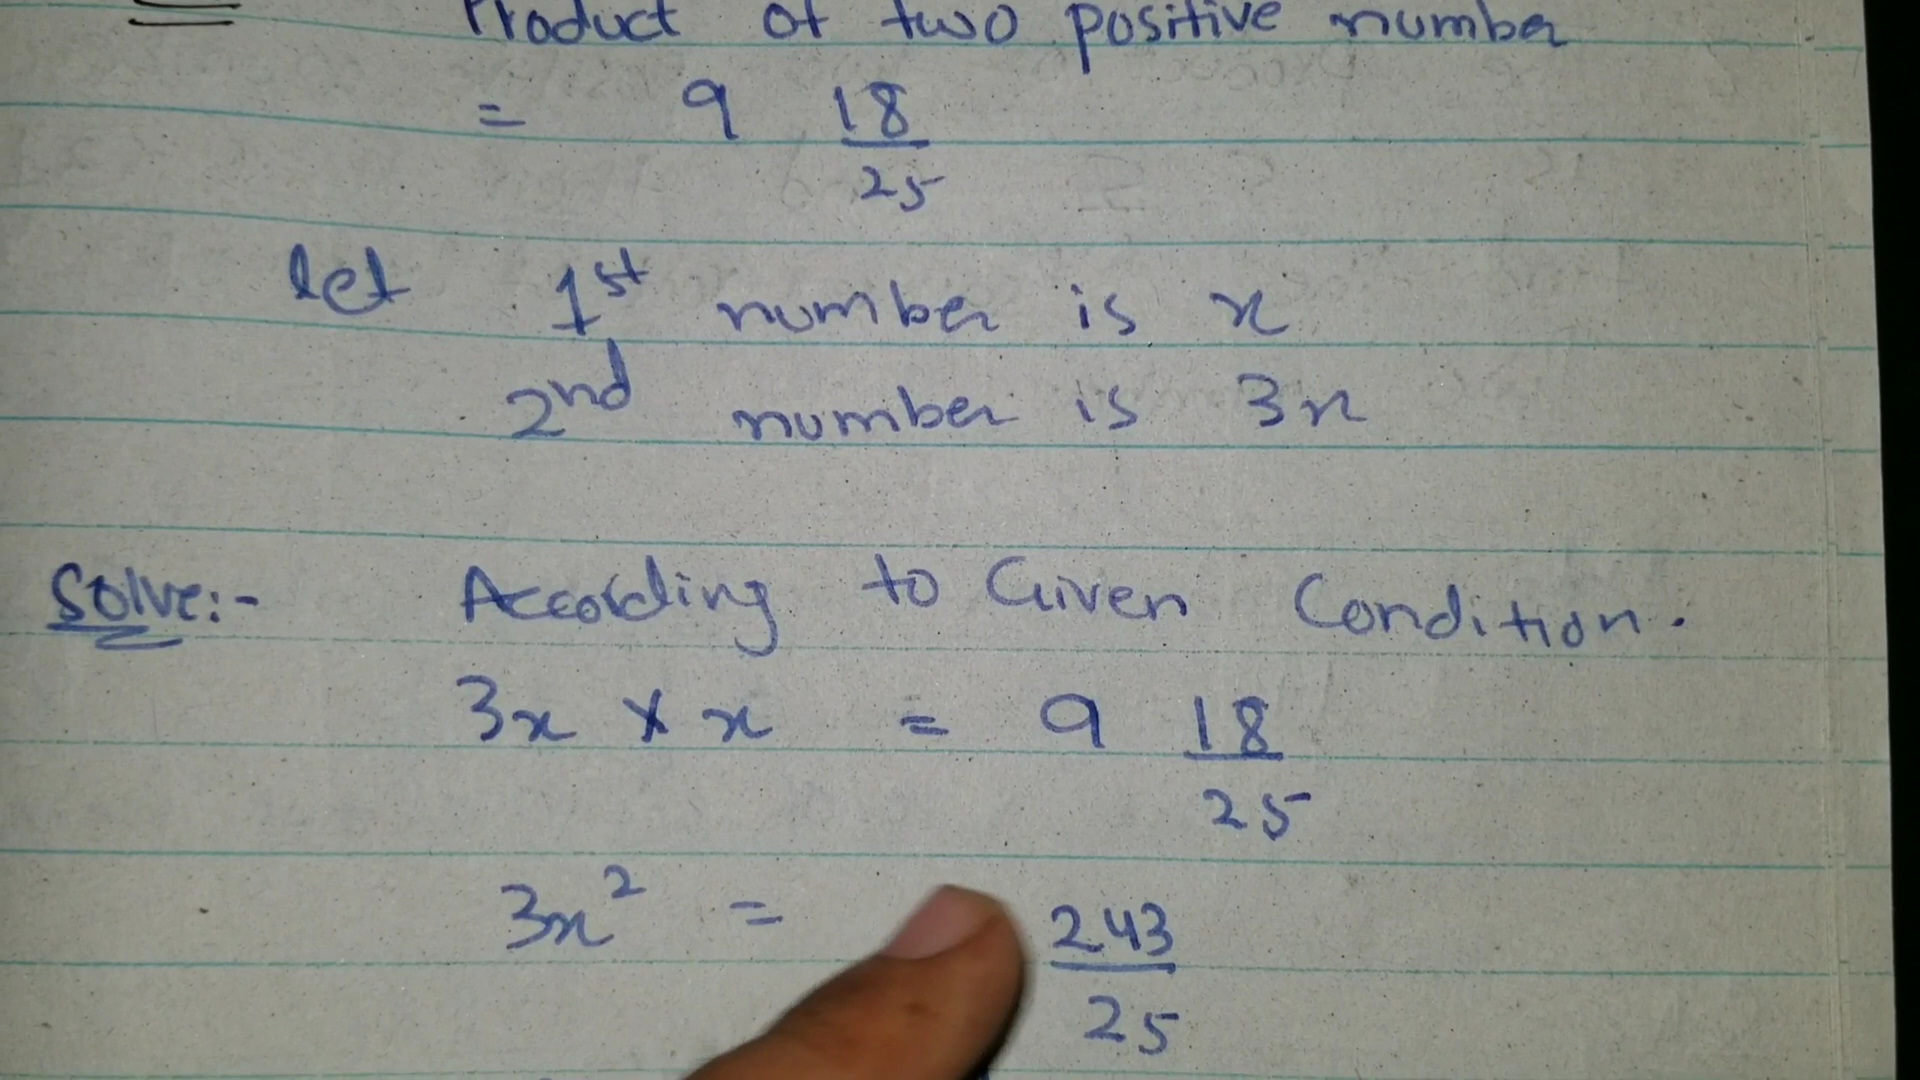 Product of two positive number
= 9 18/25
let 1st number is x
2nd number is 3x
Solve:- According to Given Condition.
3x × x = 9 18/25
3x² = 243/25